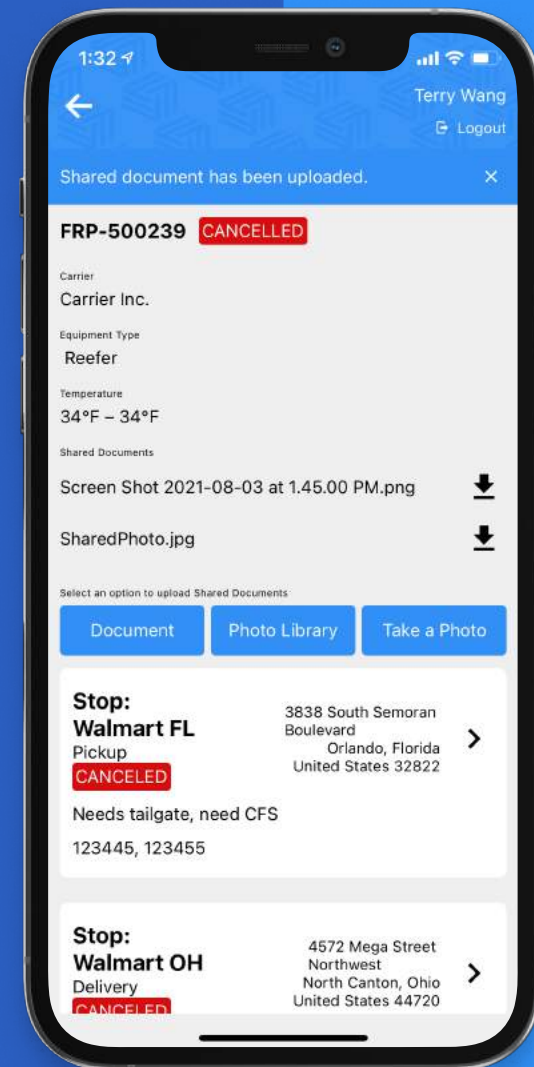 1:32
Terry Wang
Logout
Shared document has been uploaded.
FRP-500239 CANCELLED
Carrier
Carrier Inc.
Equipment Type
Reefer
Temperature
34°F – 34°F
Shared Documents
Screen Shot 2021-08-03 at 1.45.00 PM.png
SharedPhoto.jpg
Select an option to upload Shared Documents
Document Photo Library Take a Photo
Stop:
Walmart FL
Pickup
CANCELED
3838 South Semoran
Boulevard
Orlando, Florida
United States 32822
Needs tailgate, need CFS
123445, 123455
Stop:
Walmart OH
Delivery
CANCELED
4572 Mega Street
Northwest
North Canton, Ohio
United States 44720